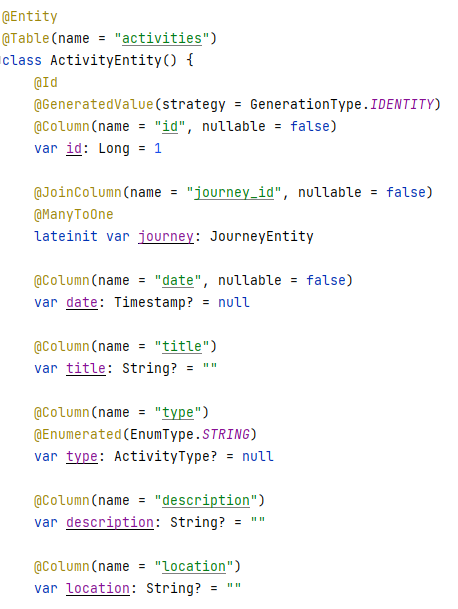 @Entity
@Table(name = "activities")
class ActivityEntity() {
    @Id
    @GeneratedValue(strategy = GenerationType.IDENTITY)
    @Column(name = "id", nullable = false)
    var id: Long = 1

    @JoinColumn(name = "journey_id", nullable = false)
    @ManyToOne
    lateinit var journey: JourneyEntity

    @Column(name = "date", nullable = false)
    var date: Timestamp? = null

    @Column(name = "title")
    var title: String? = ""

    @Column(name = "type")
    @Enumerated(EnumType.STRING)
    var type: ActivityType? = null

    @Column(name = "description")
    var description: String? = ""

    @Column(name = "location")
    var location: String? = ""